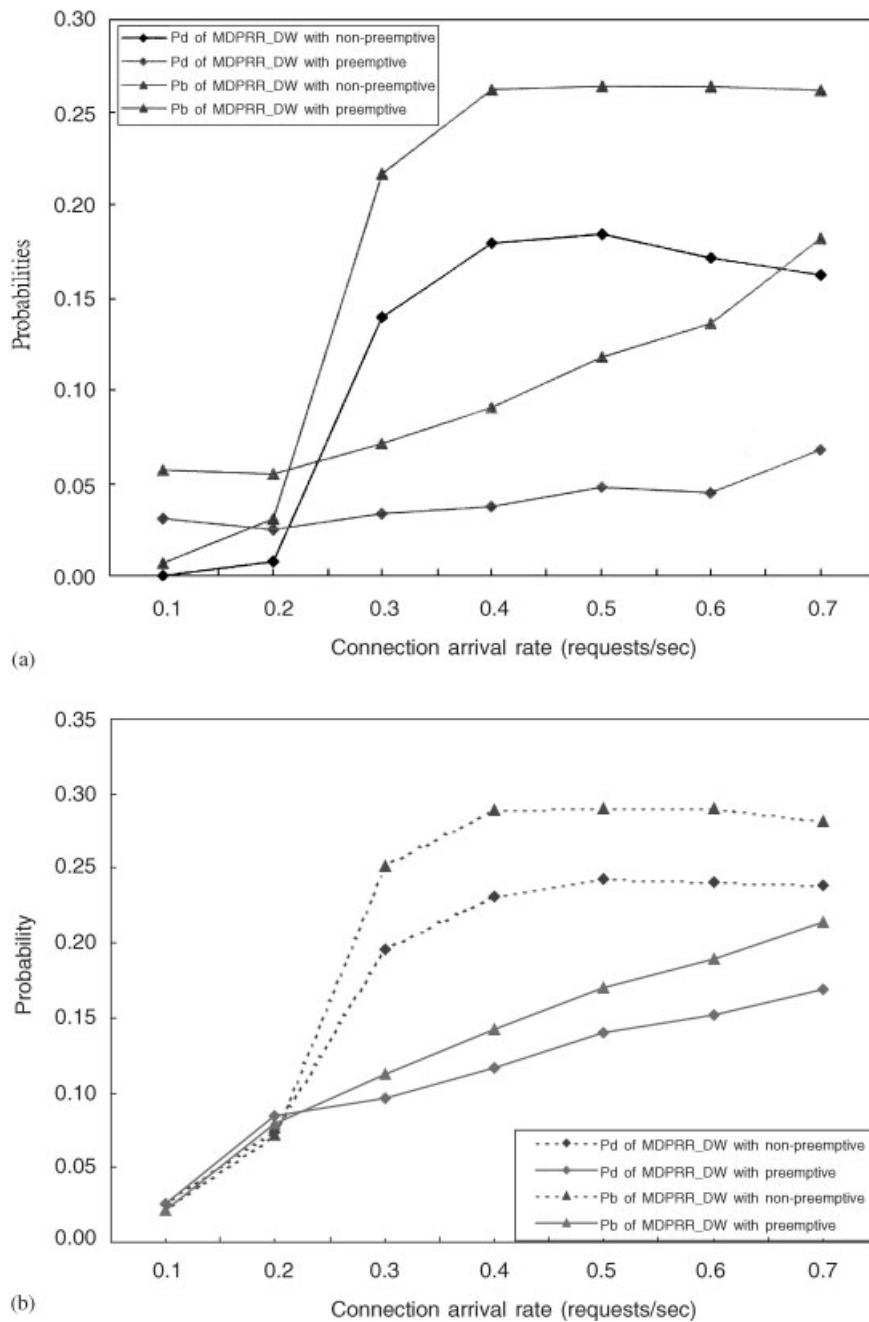 0.30
Pd of MDPRR_DW with non-preemptive
Pd of MDPRR_DW with preemptive
Pb of MDPRR_DW with non-preemptive
Pb of MDPRR_DW with preemptive
0.25
0.20
0.15
0.10
0.05
0.00
Probabilities
0.1 0.2 0.3 0.4 0.5 0.6 0.7
Connection arrival rate (requests/sec)
(a)
0.35
0.30
0.25
0.20
0.15
0.10
0.05
0.00
Probability
Pd of MDPRR_DW with non-preemptive
Pd of MDPRR_DW with preemptive
Pb of MDPRR_DW with non-preemptive
Pb of MDPRR_DW with preemptive
0.1 0.2 0.3 0.4 0.5 0.6 0.7
Connection arrival rate (requests/sec)
(b)